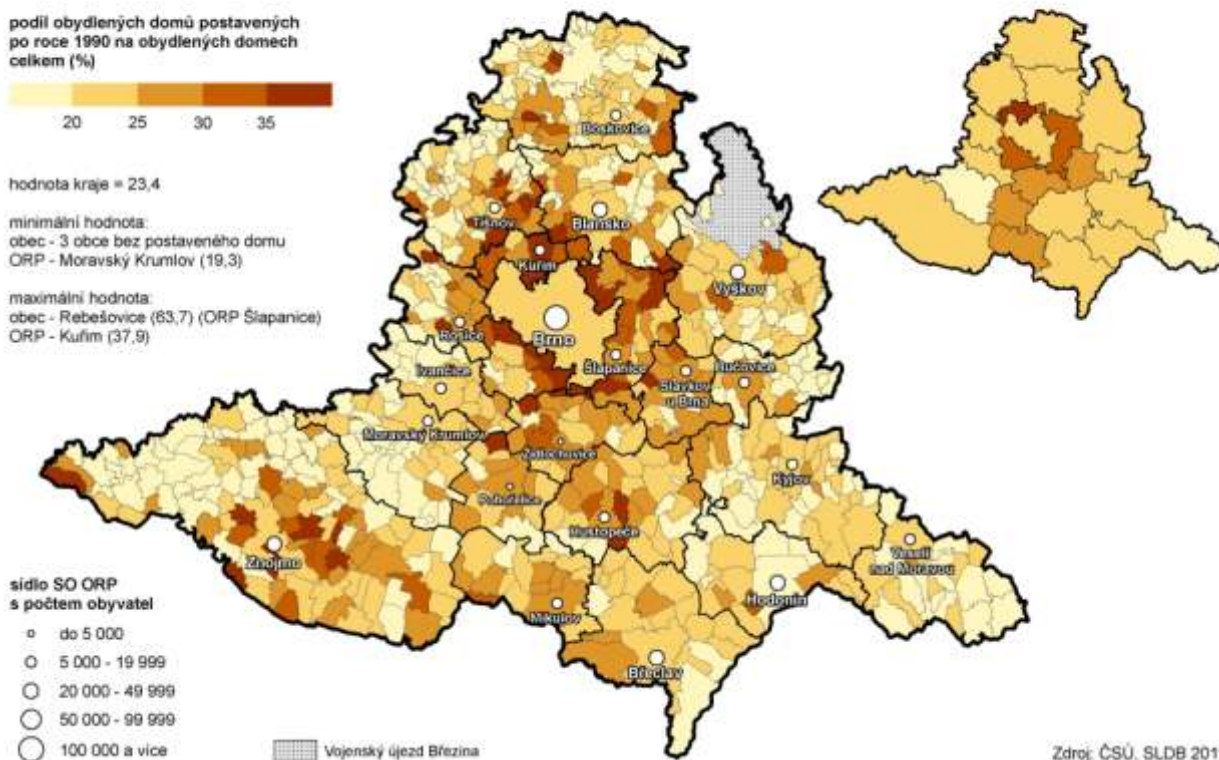 podíl obydlených domů postavených
po roce 1990 na obydlených domech
celkem (%)
20 25 30 35
hodnota kraje = 23,4
minimální hodnota:
obec - 3 obce bez postaveného domu
ORP - Moravský Krumlov (19,3)
maximální hodnota:
obec - Rebešovice (63,7) (ORP Šlapanice)
ORP - Kuřim (37,9)
Boskovice
Tišnov
Blansko
Kuřim
Vyškov
Brno
Rosice
Šlapanice
Ivančice
Slavkov
u Brna
Bučovice
Moravský Krumlov
Židlochovice
Kyjov
Pohořelice
Hustopeče
Znojmo
Veselí
nad Moravou
Hodonín
Mikulov
Břeclav
sídlo SO ORP
s počtem obyvatel
do 5 000
5 000 - 19 999
20 000 - 49 999
50 000 - 99 999
100 000 a více
Vojenský újezd Březina
Zdroj: ČSÚ, SLDB 201